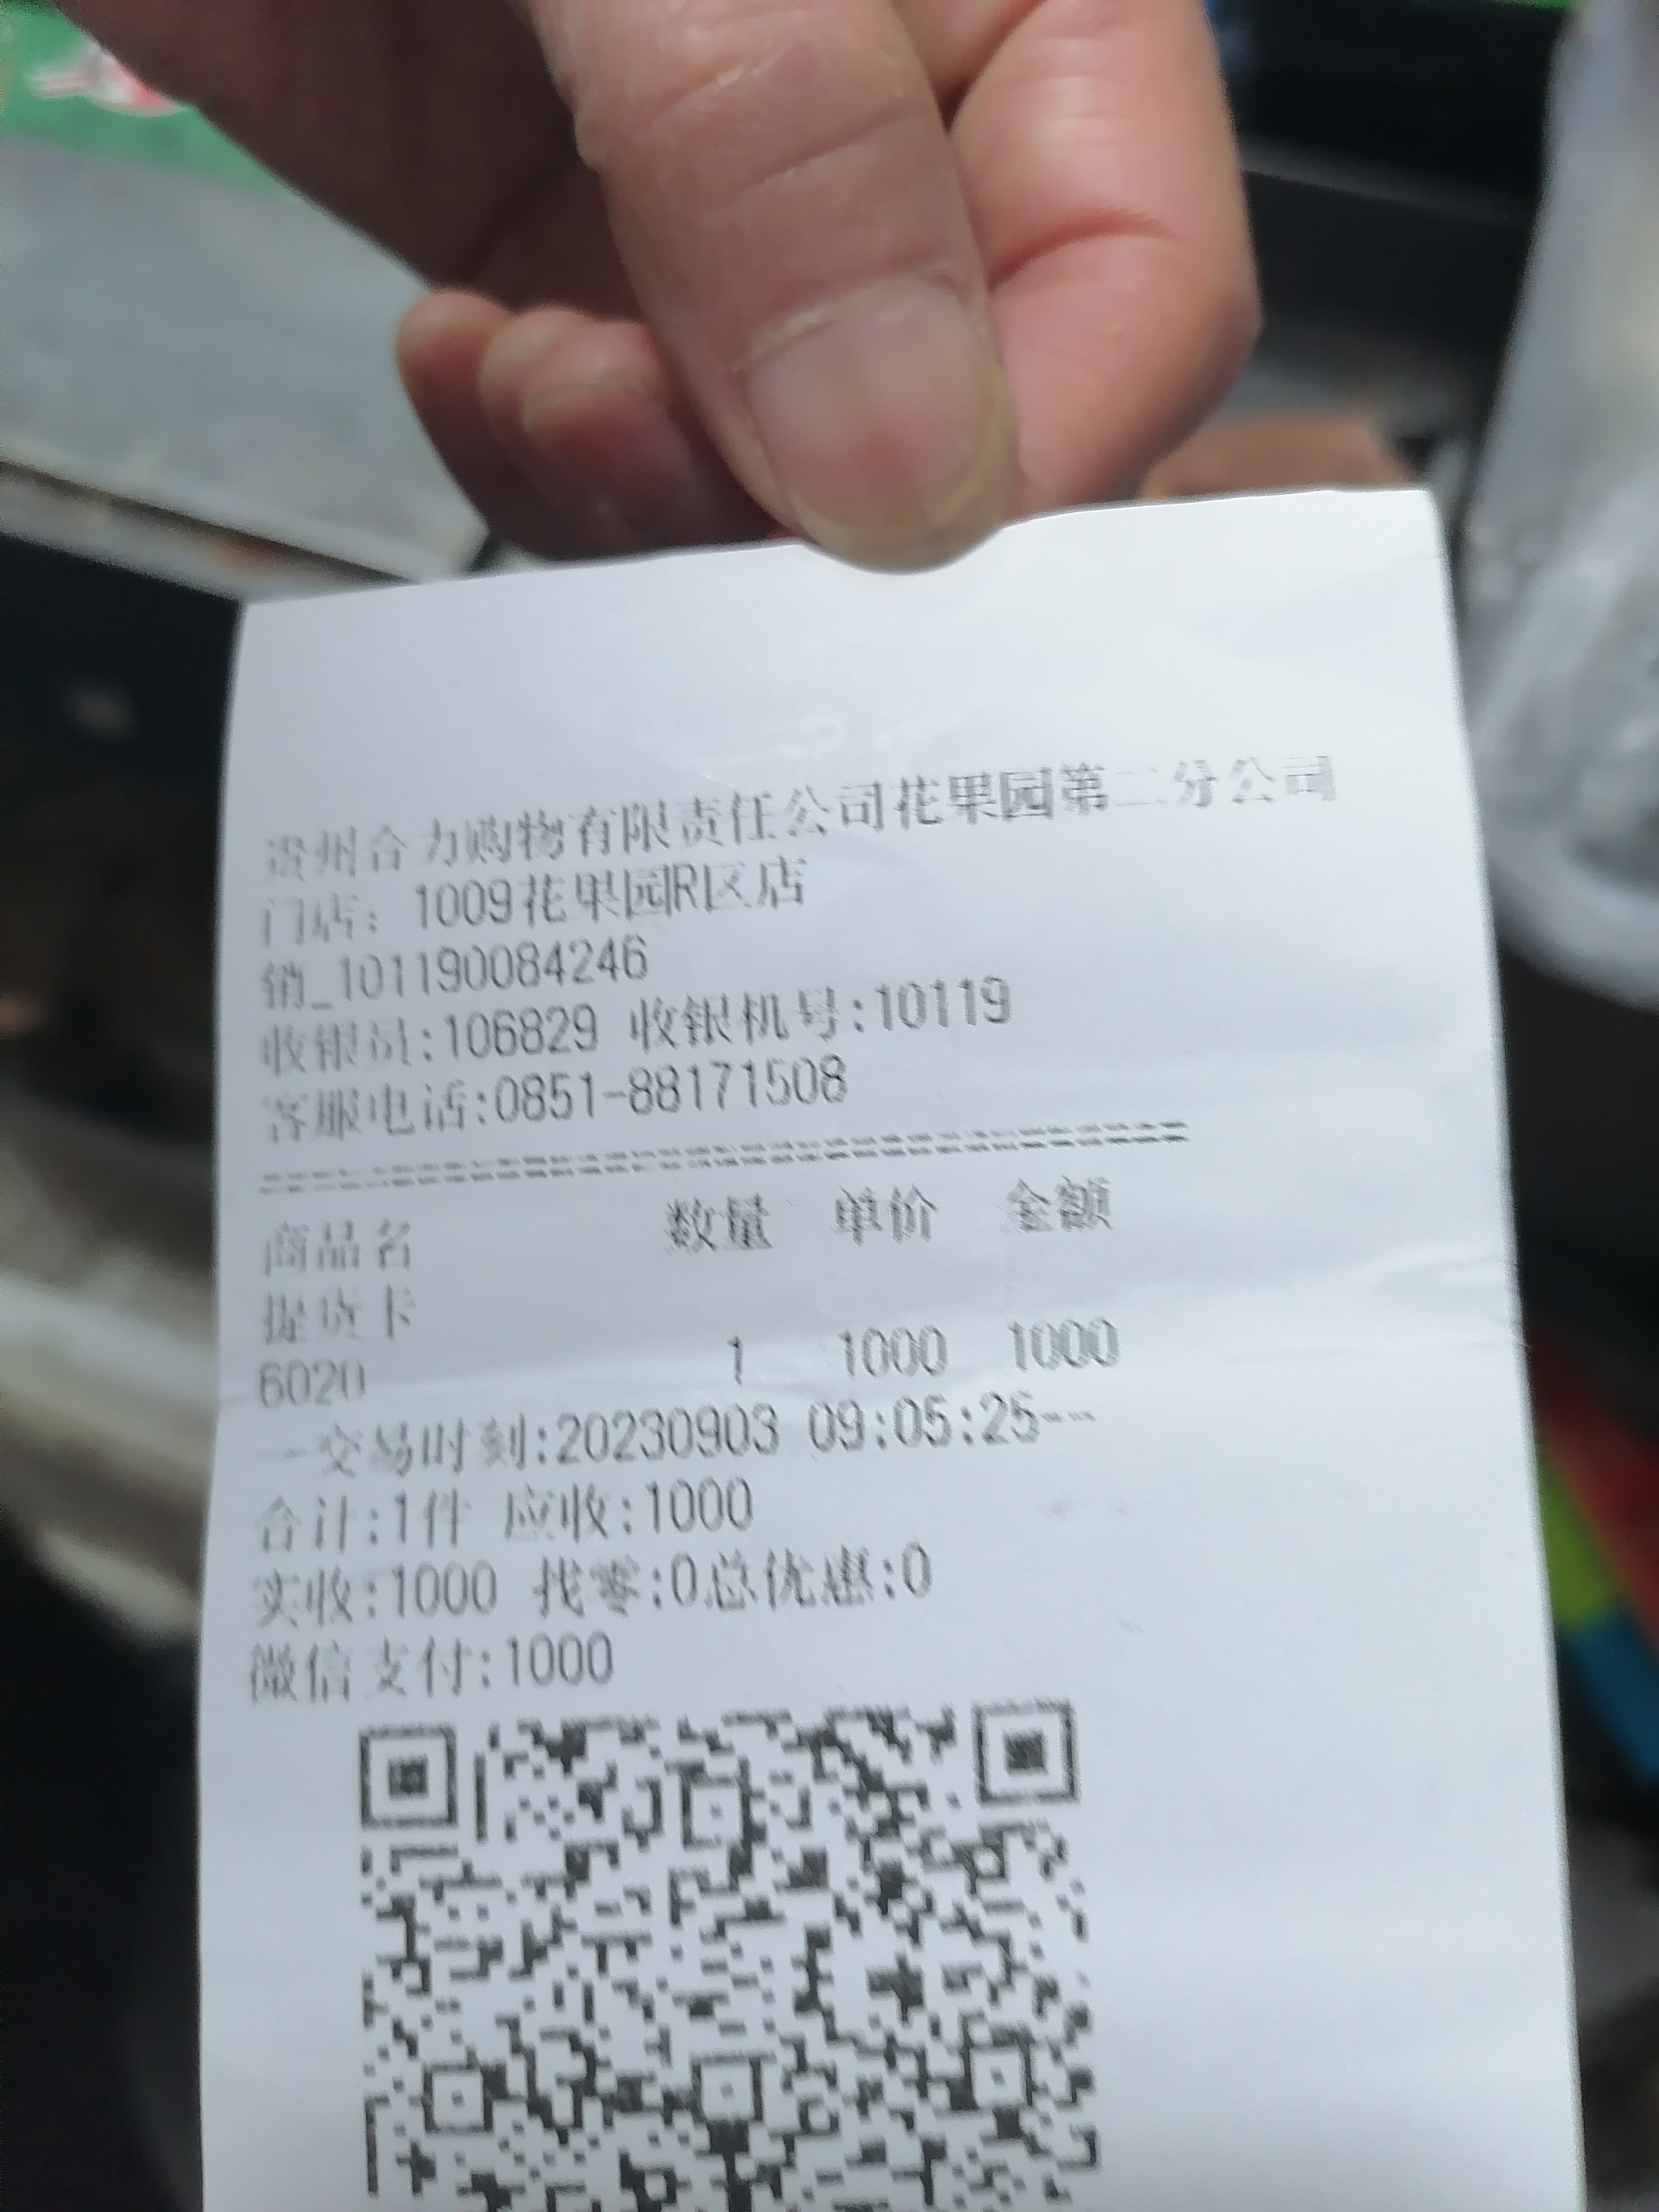 贵州合力购物有限责任公司花果园第二分公司
门店：1009花果园R区店
销_101190084246
收银员:106829 收银机号:10119
客服电话:0851-88171508
商品名 数量 单价 金额
提货卡
6020 1 1000 1000
---交易时刻:20230903 09:05:25---
合计:1件 应收:1000
实收:1000 找零:0总优惠:0
微信支付:1000